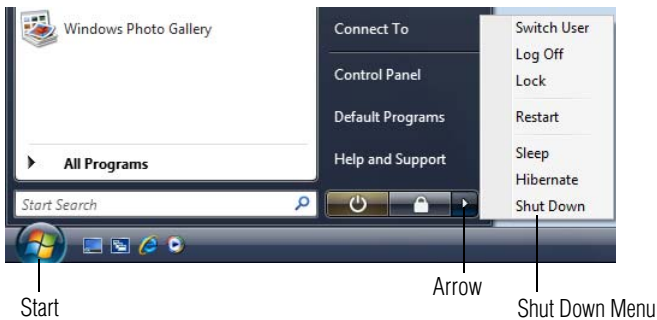 Windows Photo Gallery
All Programs
Start Search
Connect To
Control Panel
Default Programs
Help and Support
Switch User
Log Off
Lock
Restart
Sleep
Hibernate
Shut Down
Start
Arrow
Shut Down Menu